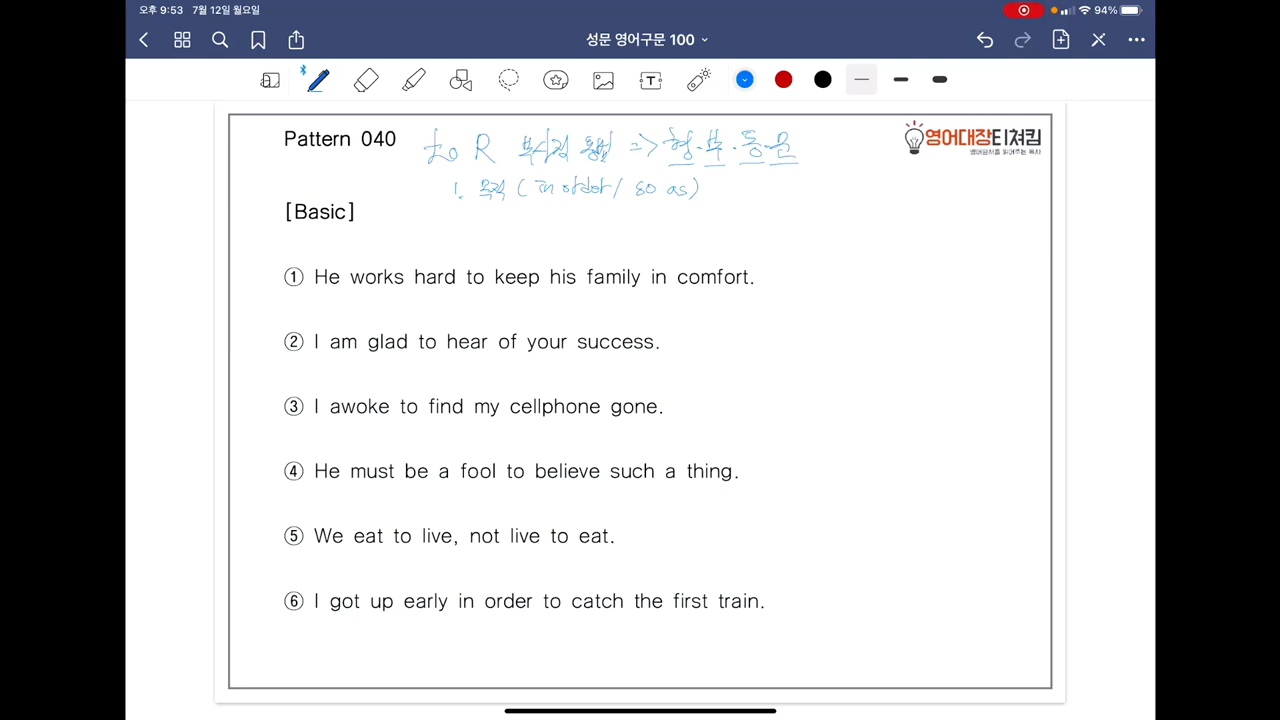 오후 9:53 7월 12일 월요일 94%
성문 영어구문 100
T
Pattern 040 to R 부사적 용법 => 형·부·동·문
영어대장티쳐킴
1. 목적 (in order / so as)
[Basic]
① He works hard to keep his family in comfort.
② I am glad to hear of your success.
③ I awoke to find my cellphone gone.
④ He must be a fool to believe such a thing.
⑤ We eat to live, not live to eat.
⑥ I got up early in order to catch the first train.